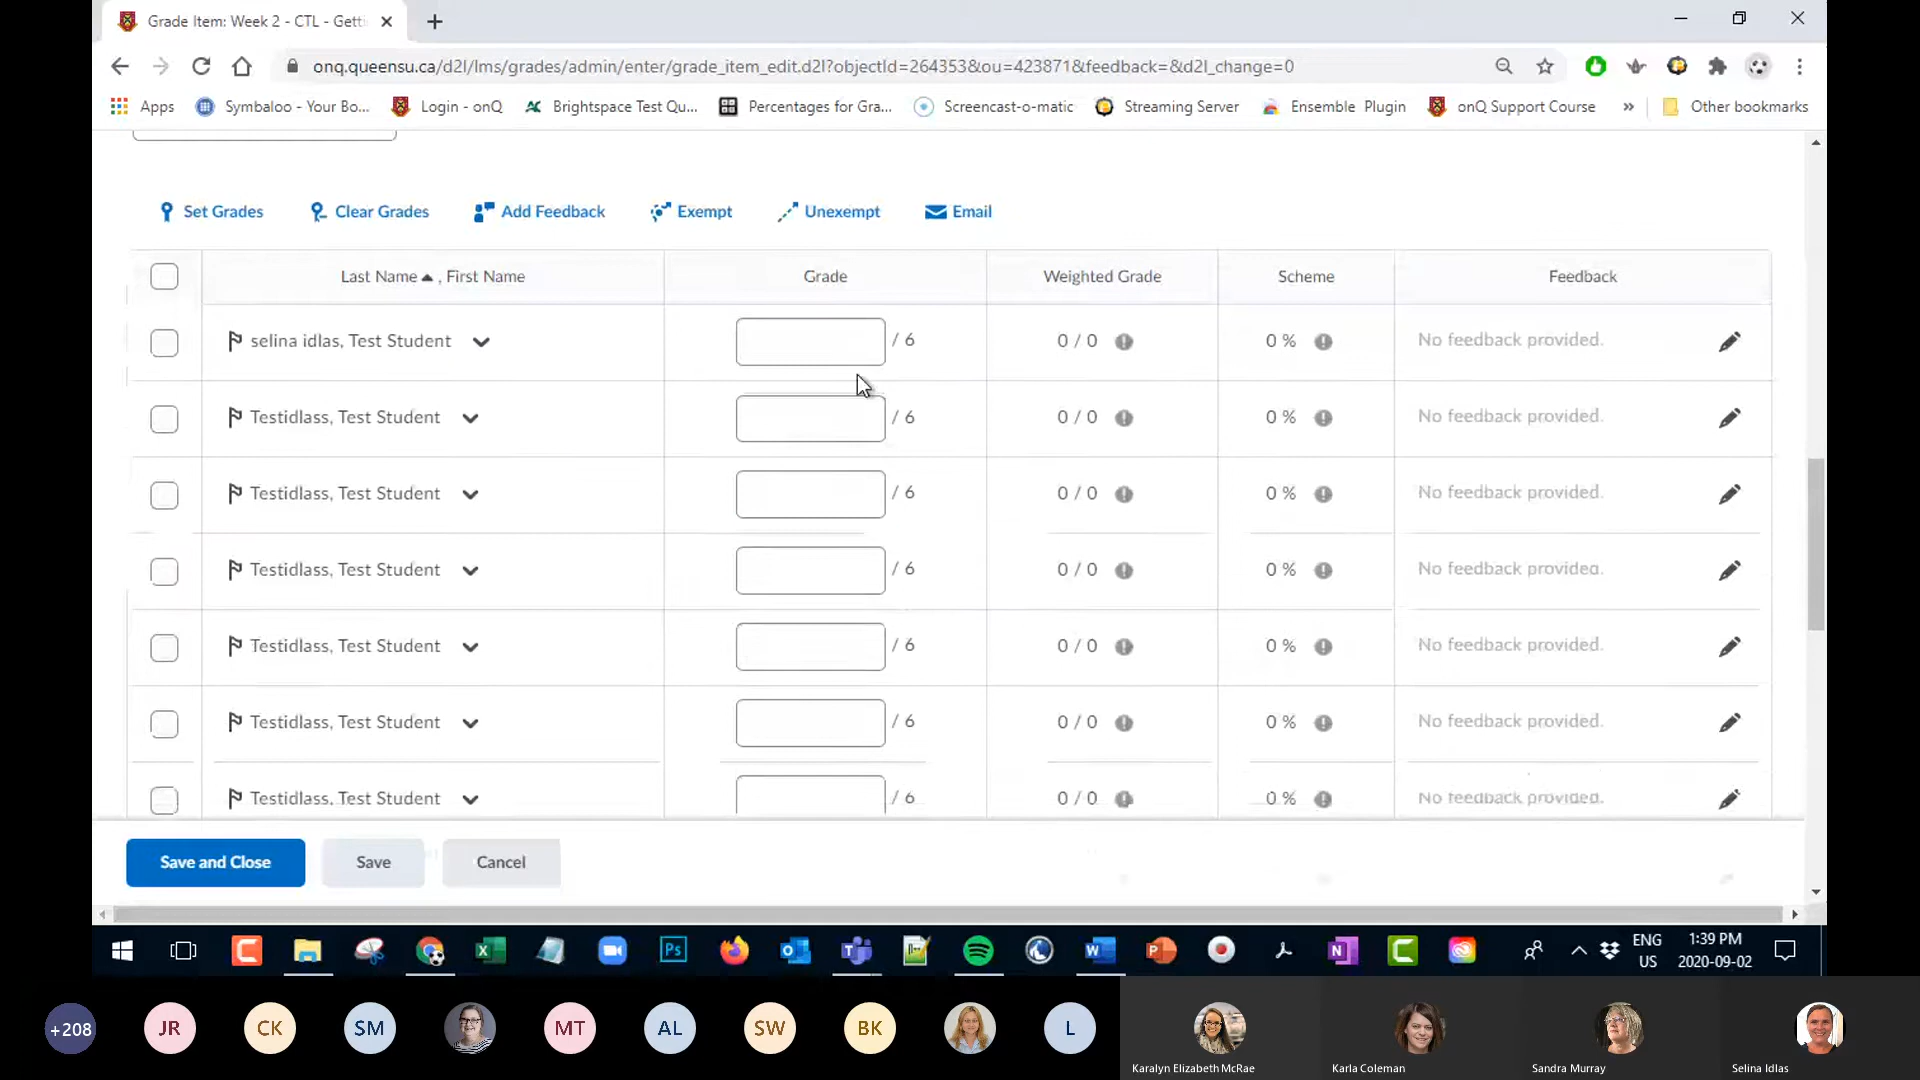 Grade Item: Week 2 - CTL - Getti
onq.queensu.ca/d2l/lms/grades/admin/enter/grade_item_edit.d2l?objectId=264353&ou=423871&feedback=&d2l_change=0
Apps Symbaloo - Your Bo... Login - onQ Brightspace Test Qu... Percentages for Gra... Screencast-o-matic Streaming Server Ensemble Plugin onQ Support Course » Other bookmarks
Set Grades Clear Grades Add Feedback Exempt Unexempt Email
Last Name , First Name Grade Weighted Grade Scheme Feedback
selina idlas, Test Student / 6 0 / 0 0 % No feedback provided.
Testidlass, Test Student / 6 0 / 0 0 % No feedback provided.
Testidlass, Test Student / 6 0 / 0 0 % No feedback provided.
Testidlass, Test Student / 6 0 / 0 0 % No feedback provided.
Testidlass, Test Student / 6 0 / 0 0 % No feedback provided.
Testidlass, Test Student / 6 0 / 0 0 % No feedback provided.
Testidlass, Test Student / 6 0 / 0 0 % No feedback provided.
Save and Close Save Cancel
ENG 1:39 PM
US 2020-09-02
+208 JR CK SM MT AL SW BK L
Karalyn Elizabeth McRae Karla Coleman Sandra Murray Selina Idlas